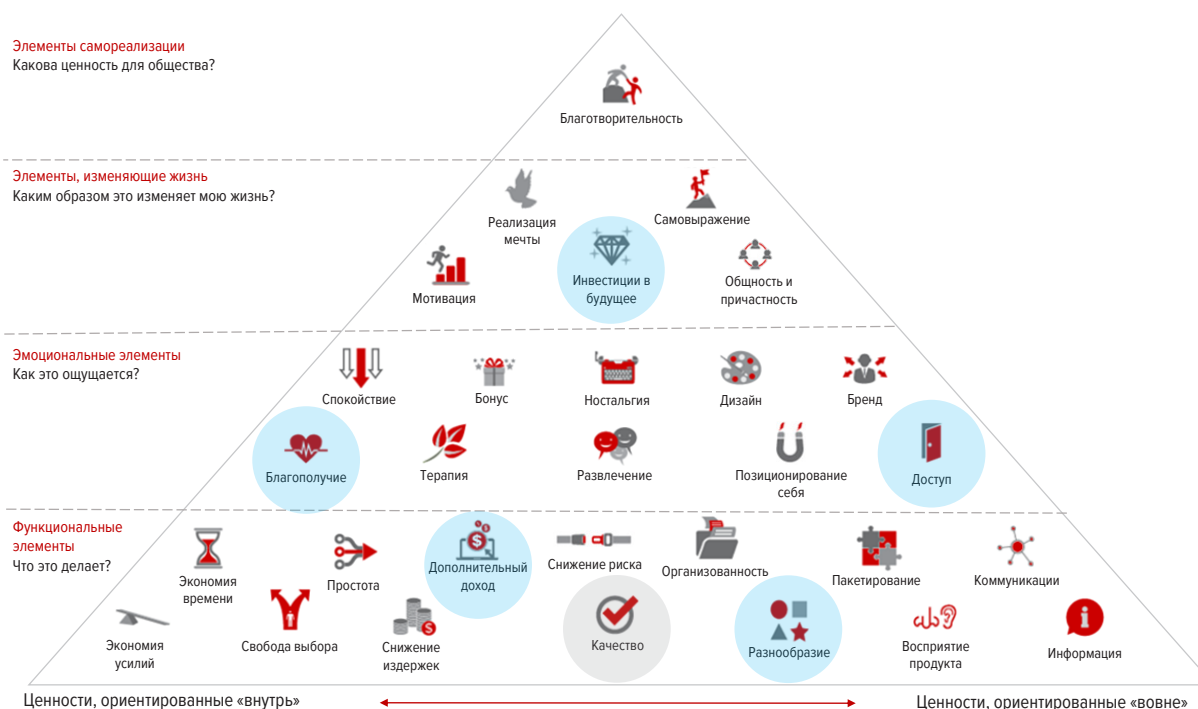 Элементы самореализации
Какова ценность для общества?
Благотворительность
Элементы, изменяющие жизнь
Каким образом это изменяет мою жизнь?
Реализация
мечты
Самовыражение
Мотивация
Инвестиции в
будущее
Общность и
причастность
Эмоциональные элементы
Как это ощущается?
Спокойствие
Бонус
Ностальгия
Дизайн
Бренд
Благополучие
Терапия
Развлечение
Позиционирование
себя
Доступ
Функциональные
элементы
Что это делает?
Экономия
времени
Простота
Дополнительный
доход
Снижение риска
Организованность
Пакетирование
Коммуникации
Экономия
усилий
Свобода выбора
Снижение
издержек
Качество
Разнообразие
Восприятие
продукта
Информация
Ценности, ориентированные «внутрь»
Ценности, ориентированные «вовне»